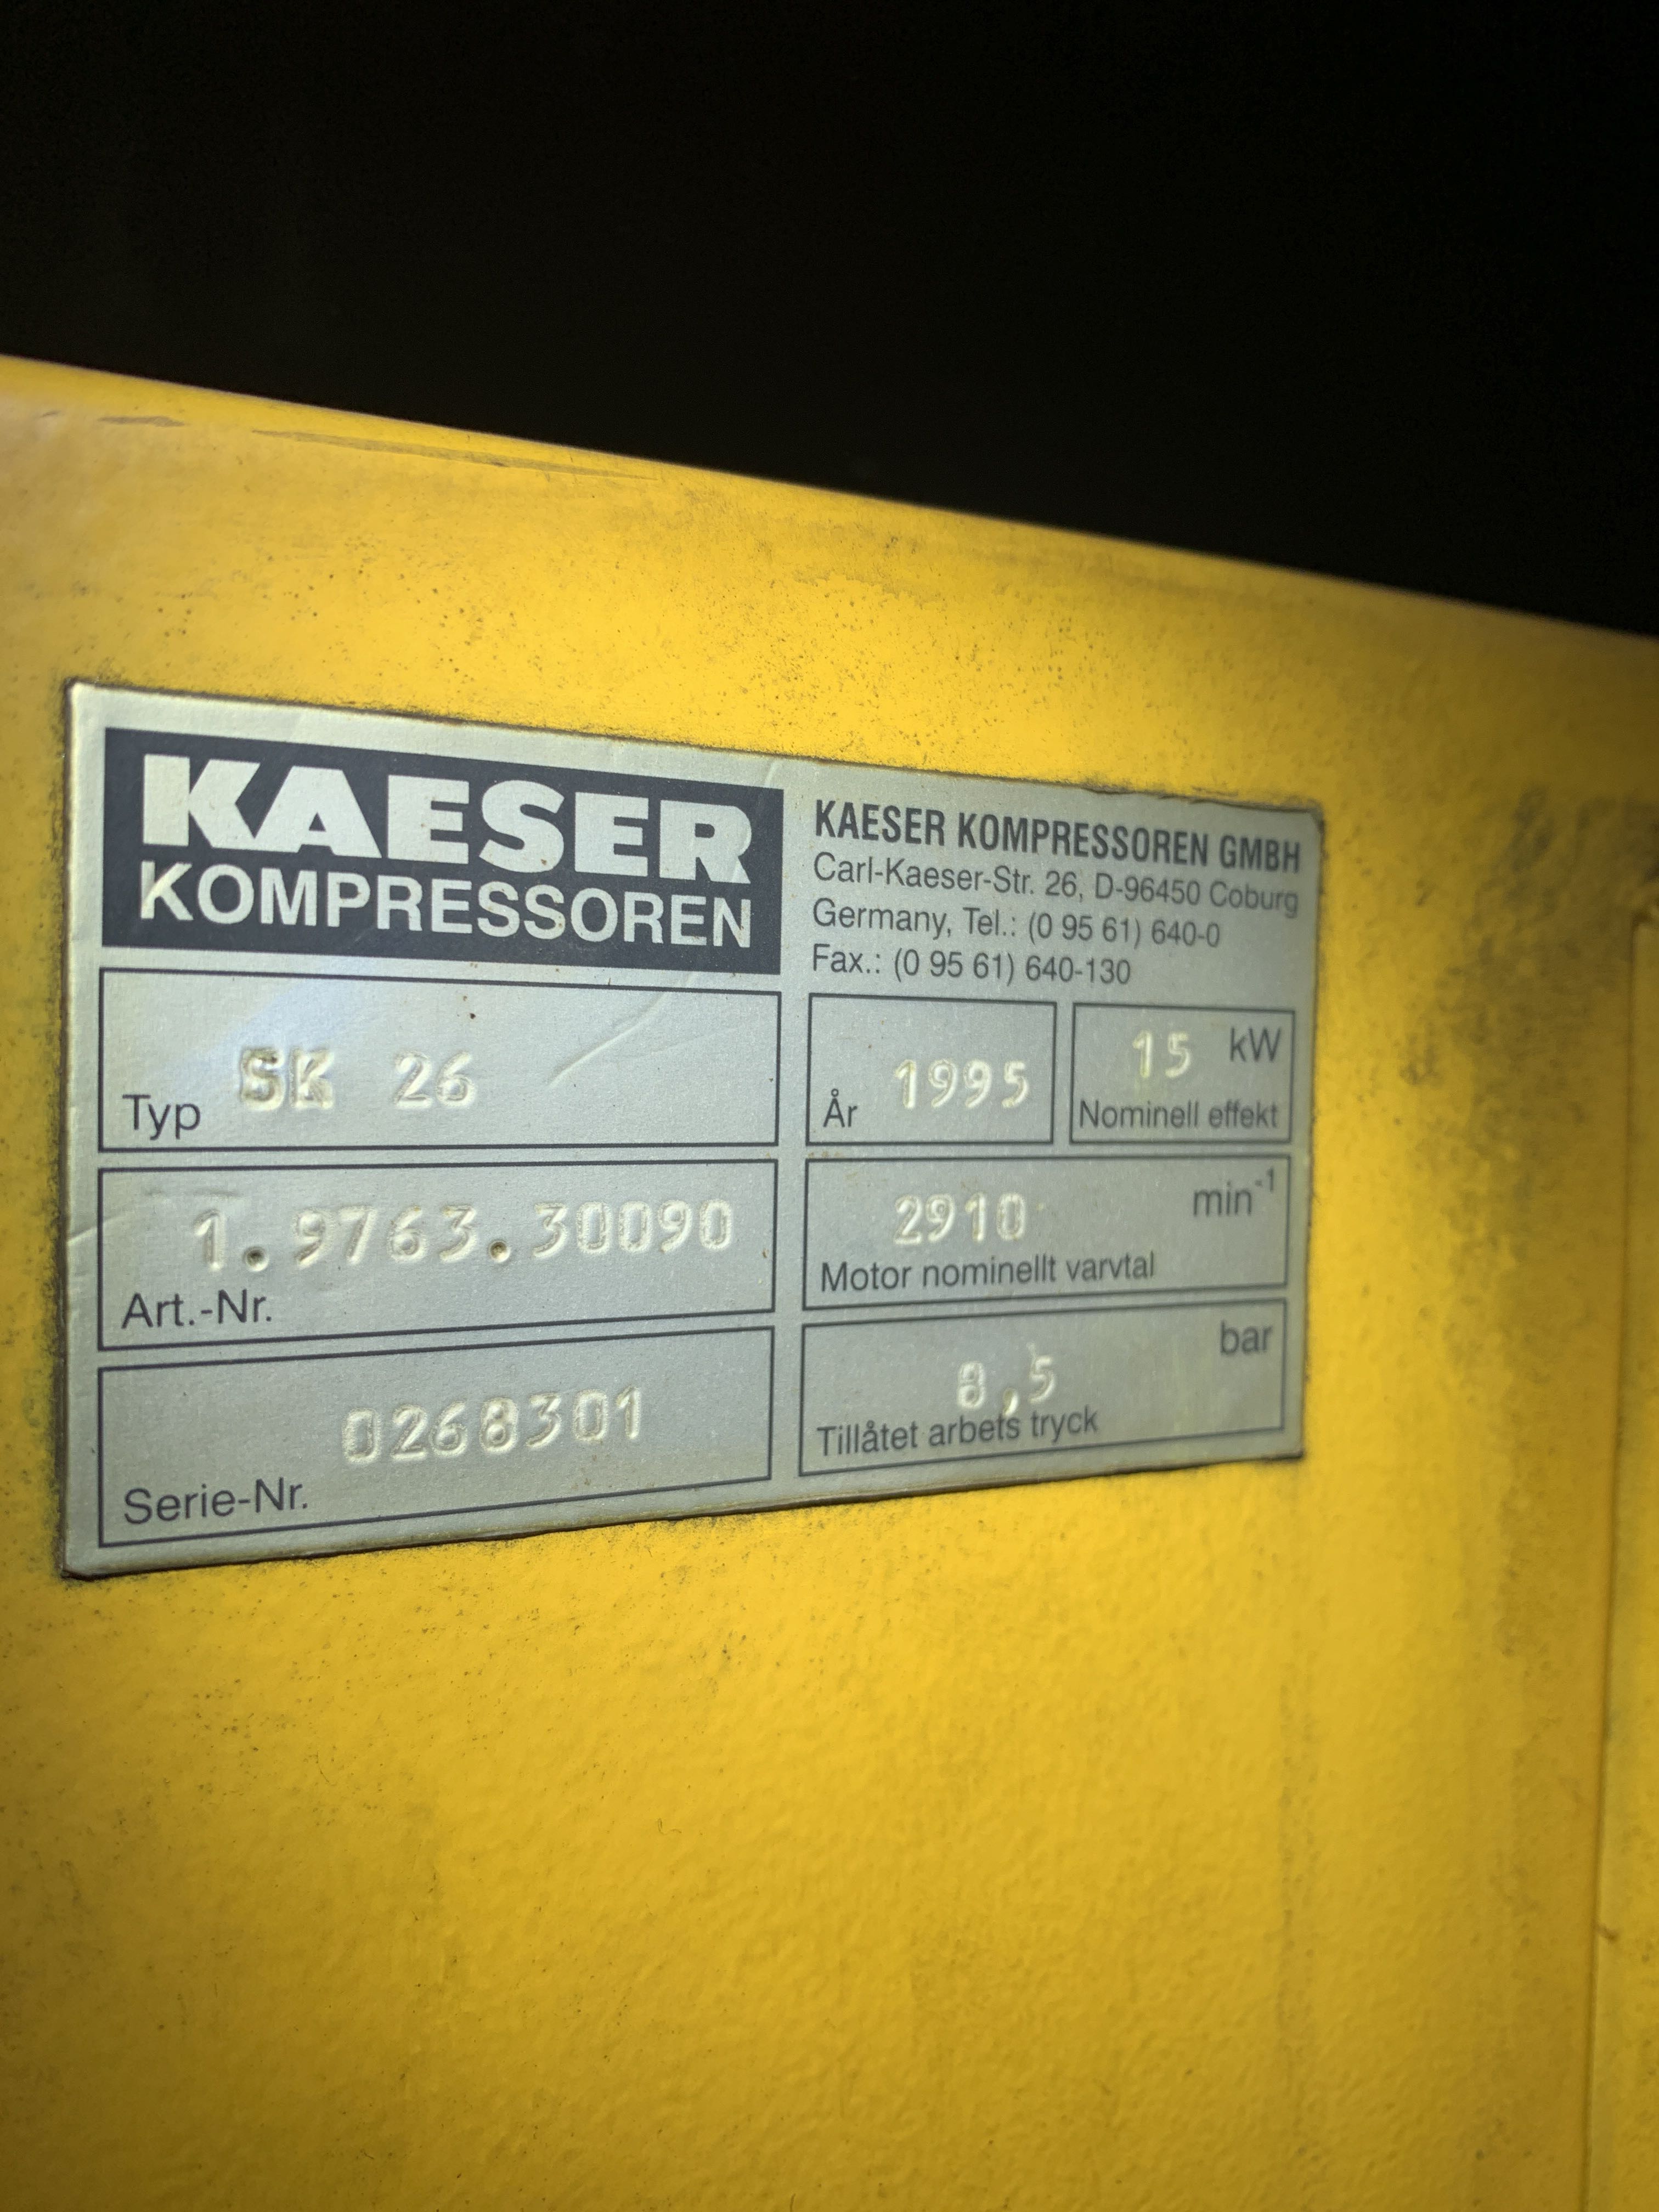 KAESER
KOMPRESSOREN
KAESER KOMPRESSOREN GMBH
Carl-Kaeser-Str. 26, D-96450 Coburg
Germany, Tel.: (0 95 61) 640-0
Fax.: (0 95 61) 640-130
Typ SK 26
År 1995
15 kW
Nominell effekt
1.9763.30090
Art.-Nr.
2910 min-1
Motor nominellt varvtal
0268301
Serie-Nr.
8,5 bar
Tillåtet arbets tryck